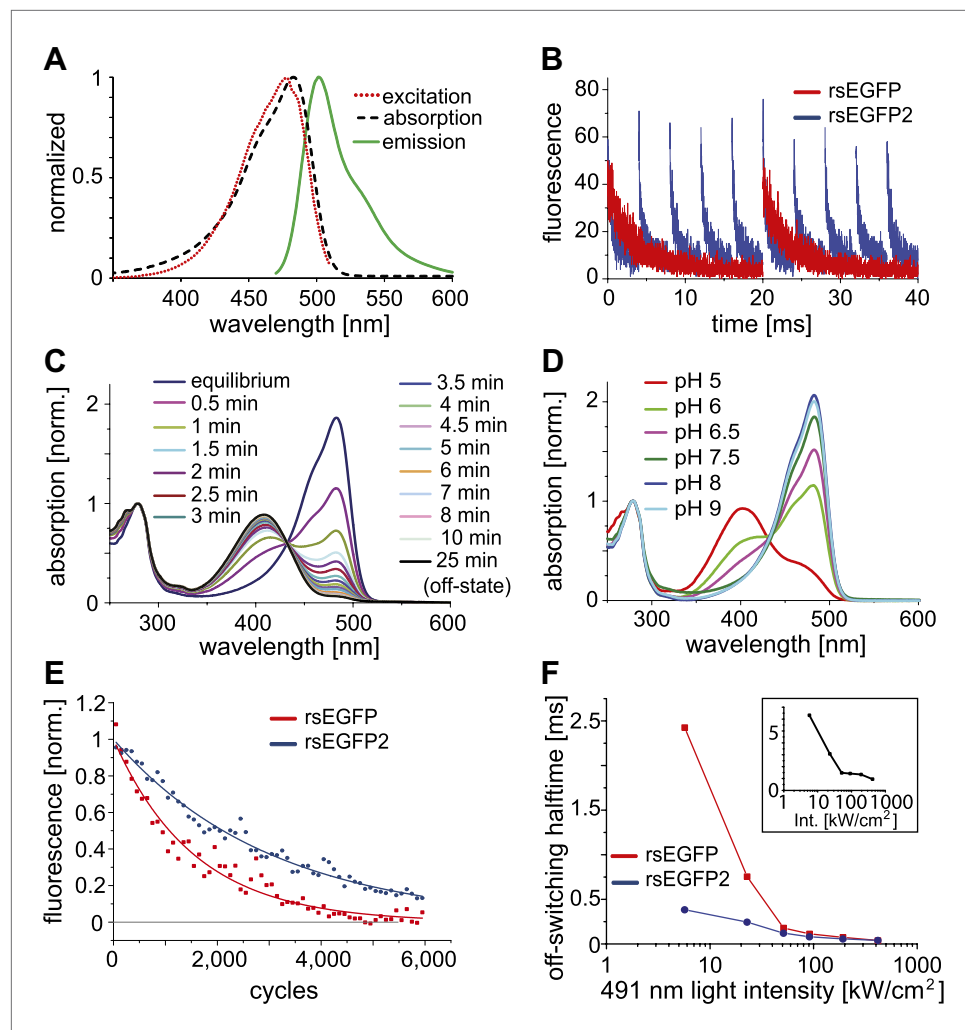 A
normalized
1
0.5
0
excitation
absorption
emission
400 450 500 550 600
wavelength [nm]
B
fluorescence
80
60
40
20
0
rsEGFP
rsEGFP2
0 10 20 30 40
time [ms]
C
absorption [norm.]
2
1
0
equilibrium
0.5 min
1 min
1.5 min
2 min
2.5 min
3 min
3.5 min
4 min
4.5 min
5 min
6 min
7 min
8 min
10 min
25 min
(off-state)
300 400 500 600
wavelength [nm]
D
absorption [norm.]
2
1
0
pH 5
pH 6
pH 6.5
pH 7.5
pH 8
pH 9
300 400 500 600
wavelength [nm]
E
fluorescence [norm.]
1.2
1
0.8
0.6
0.4
0.2
0
rsEGFP
rsEGFP2
0 2,000 4,000 6,000
cycles
F
off-switching halftime [ms]
2.5
1.5
0.5
0
rsEGFP
rsEGFP2
5
0
1 10 1000
Int. [kW/cm²]
1 10 100 1000
491 nm light intensity [kW/cm²]